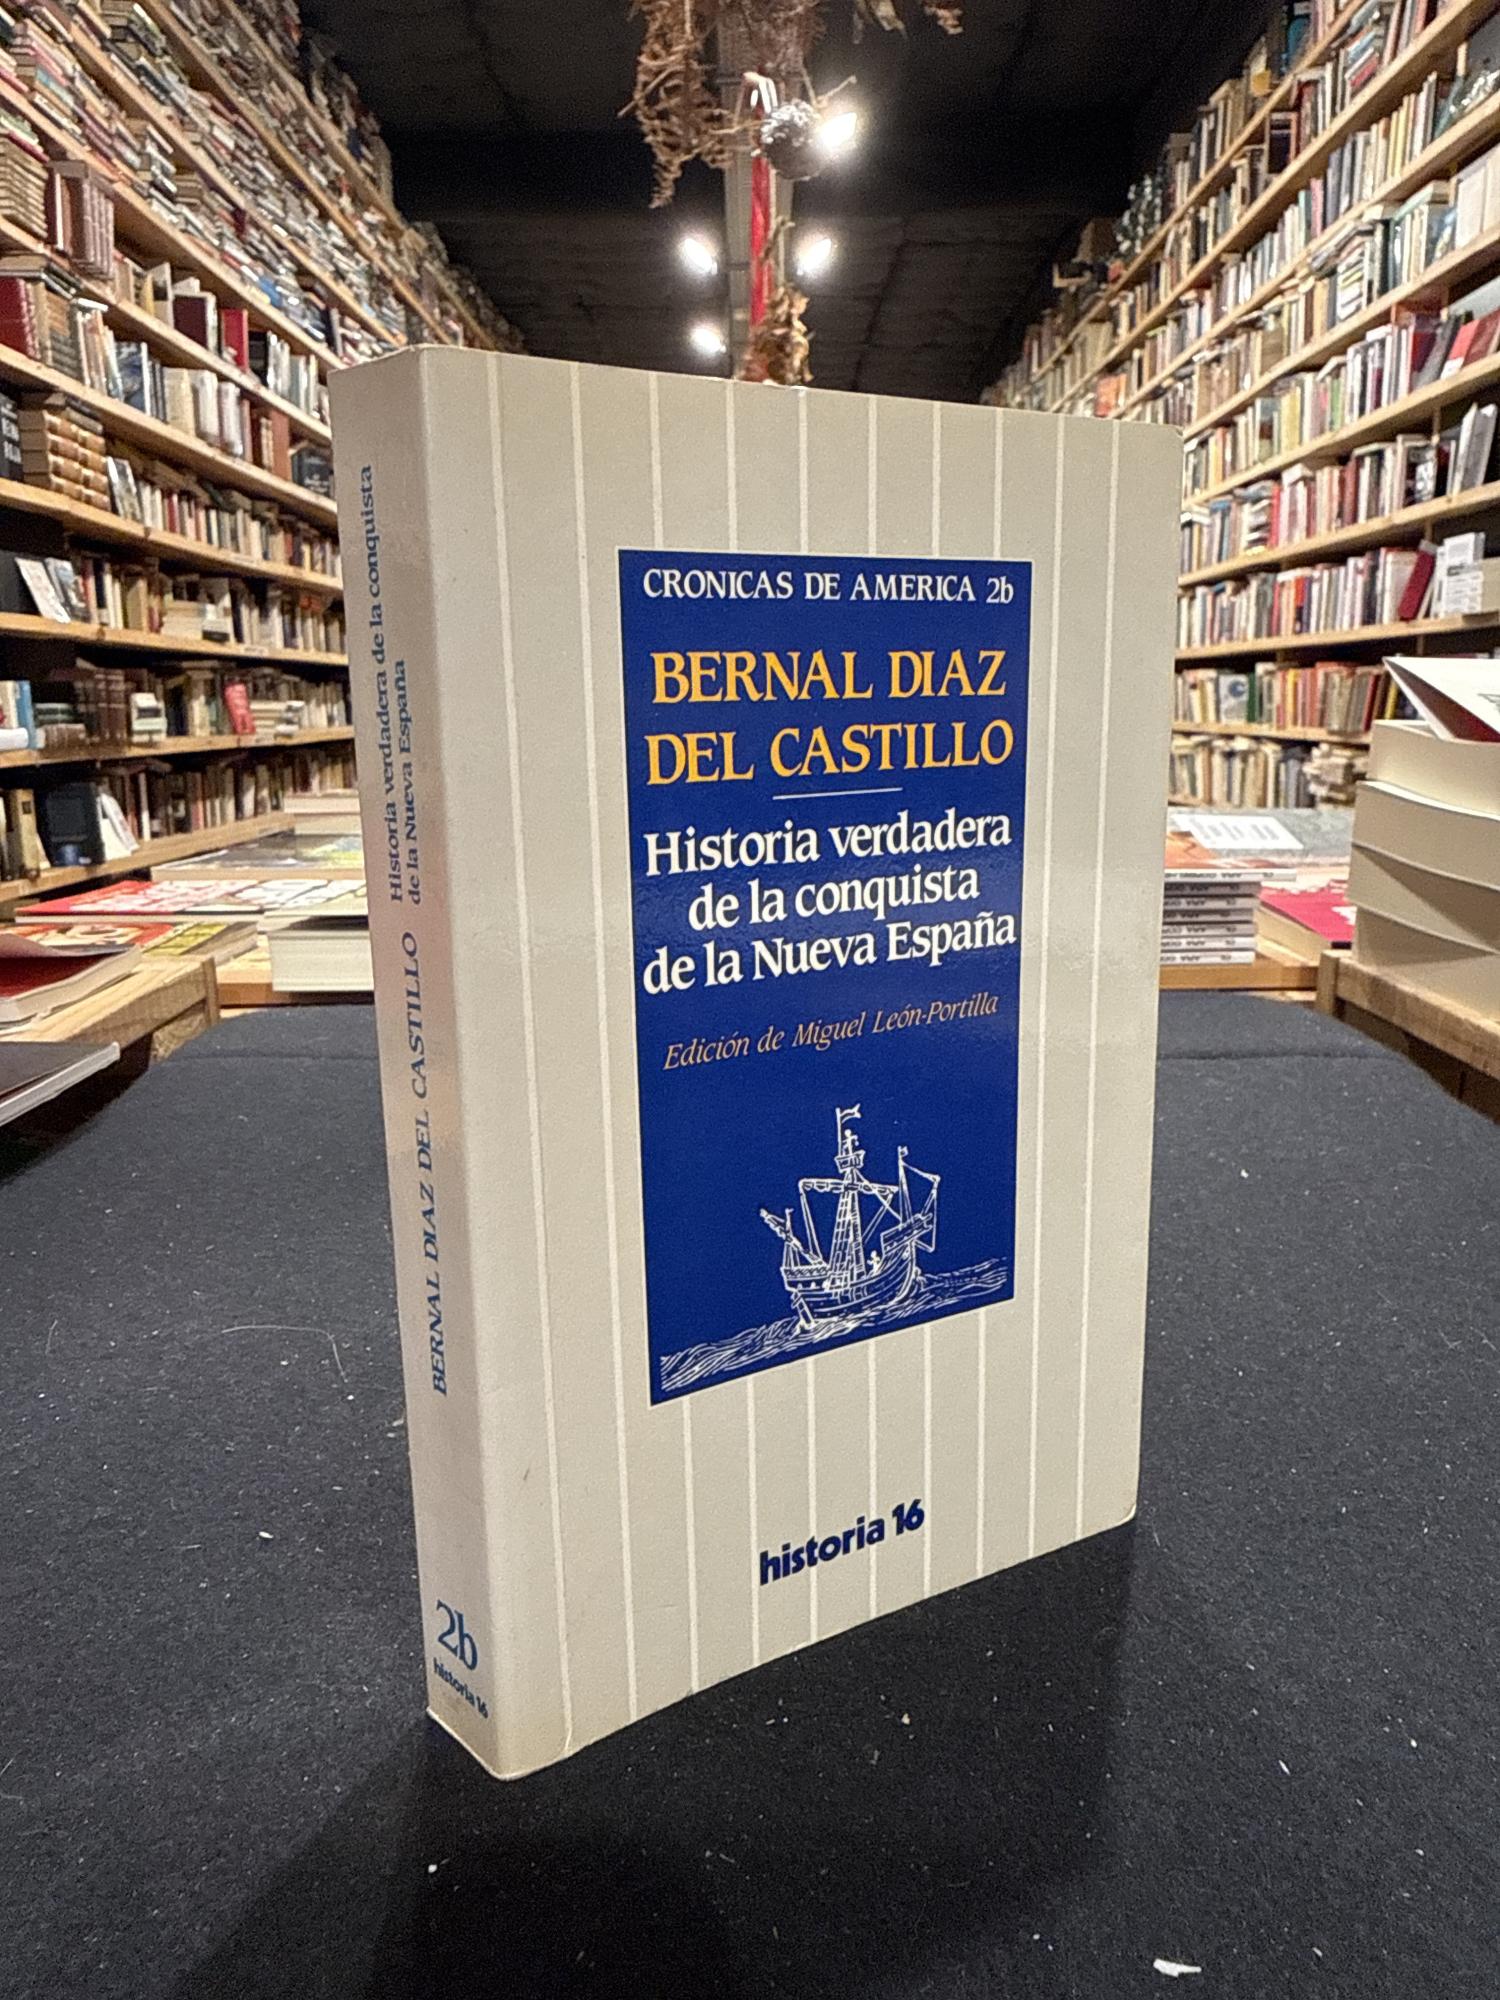 CRONICAS DE AMERICA 2b
BERNAL DIAZ
DEL CASTILLO
Historia verdadera
de la conquista
de la Nueva España
Edición de Miguel León-Portilla
historia 16
BERNAL DIAZ DEL CASTILLO
Historia verdadera de la conquista
de la Nueva España
2b
historia 16